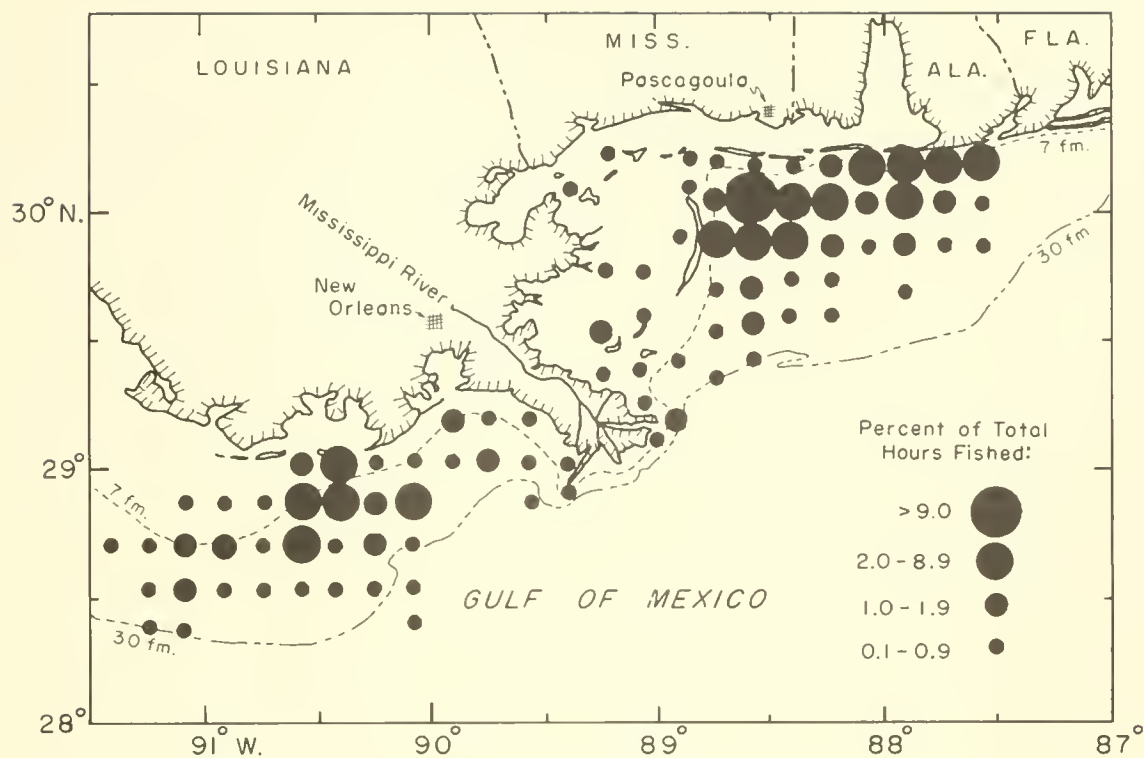 LOUISIANA
MISS.
FLA.
ALA.
Pascagoula
7 fm.
30° N.
30 fm.
Mississippi River
New
Orleans
Percent of Total
Hours Fished:
>9.0
2.0-8.9
1.0-1.9
0.1-0.9
29°
7 fm.
GULF OF MEXICO
30 fm.
28°
91° W.
90°
89°
88°
87°